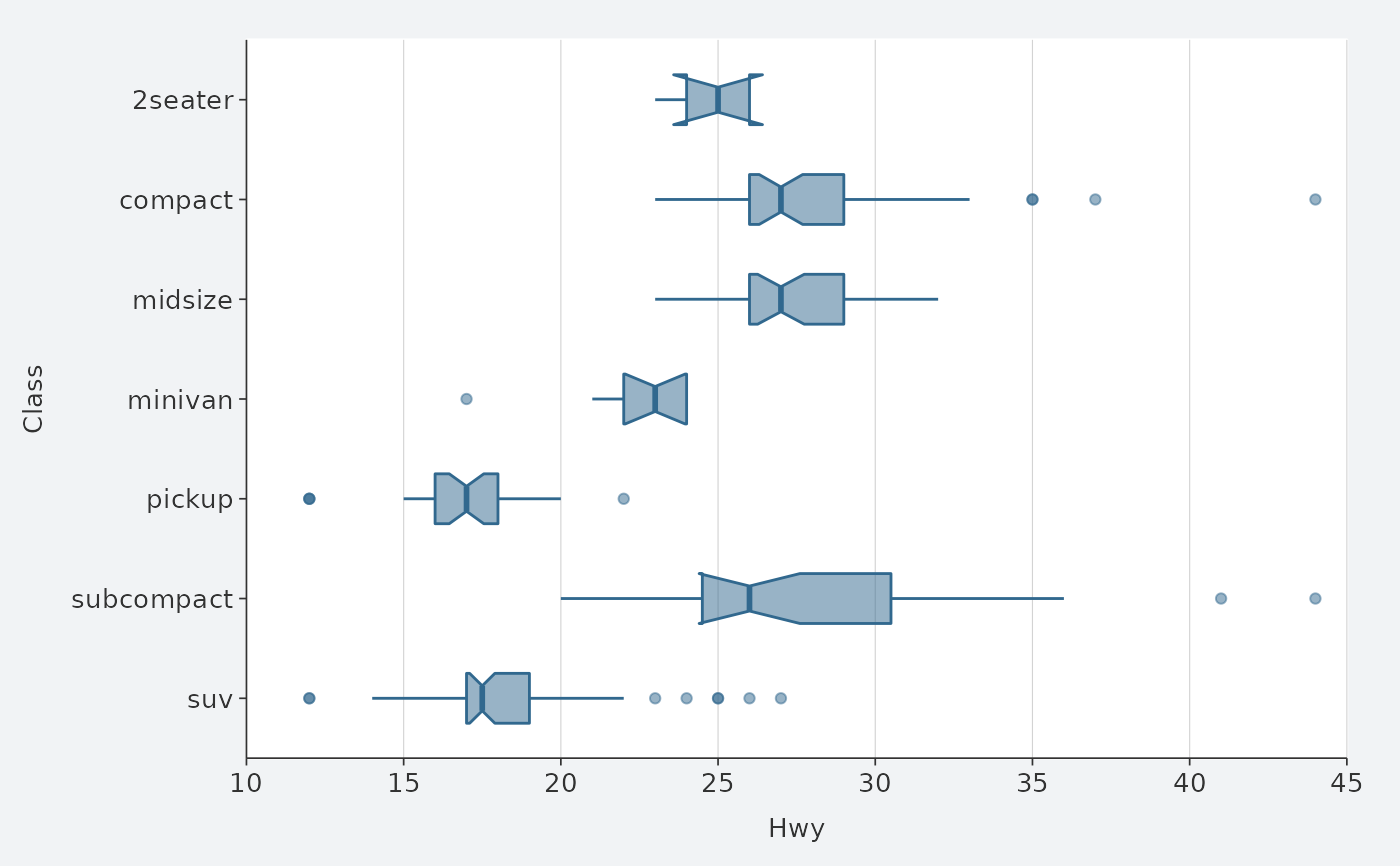 Class
2seater
compact
midsize
minivan
pickup
subcompact
suv
10 15 20 25 30 35 40 45
Hwy